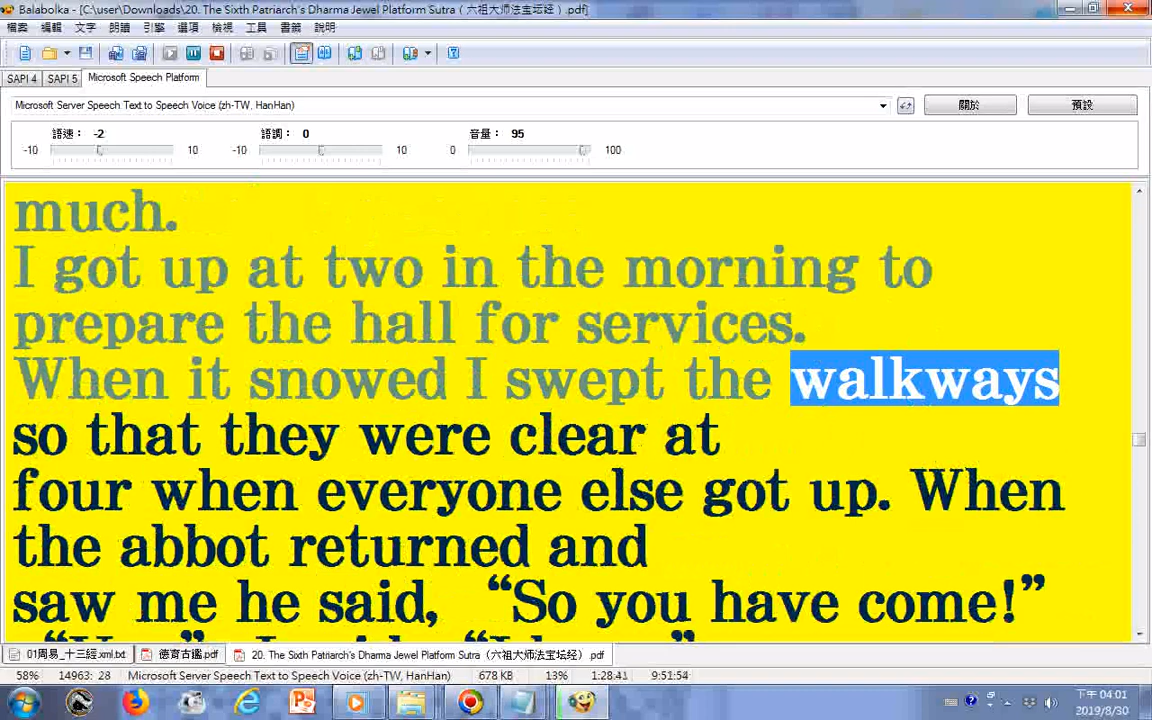 Balabolka - [C:\user\Downloads\20. The Sixth Patriarch's Dharma Jewel Platform Sutra（六祖大师法宝坛经）.pdf]
檔案 編輯 文字 朗讀 引擎 選項 檢視 工具 書籤 說明
SAPI 4 SAPI 5 Microsoft Speech Platform
Microsoft Server Speech Text to Speech Voice (zh-TW, HanHan) 關於 預設
語速： -2 語調： 0 音量： 95
-10 10 -10 10 0 100
much.
I got up at two in the morning to
prepare the hall for services.
When it snowed I swept the walkways
so that they were clear at
four when everyone else got up. When
the abbot returned and
saw me he said, “So you have come!”
01周易_十三經.xml.txt 德育古鑑.pdf 20. The Sixth Patriarch's Dharma Jewel Platform Sutra（六祖大师法宝坛经）.pdf
58% 14963: 28 Microsoft Server Speech Text to Speech Voice (zh-TW, HanHan) 678 KB 13% 1:28:41 9:51:54
下午 04:01
2019/8/30